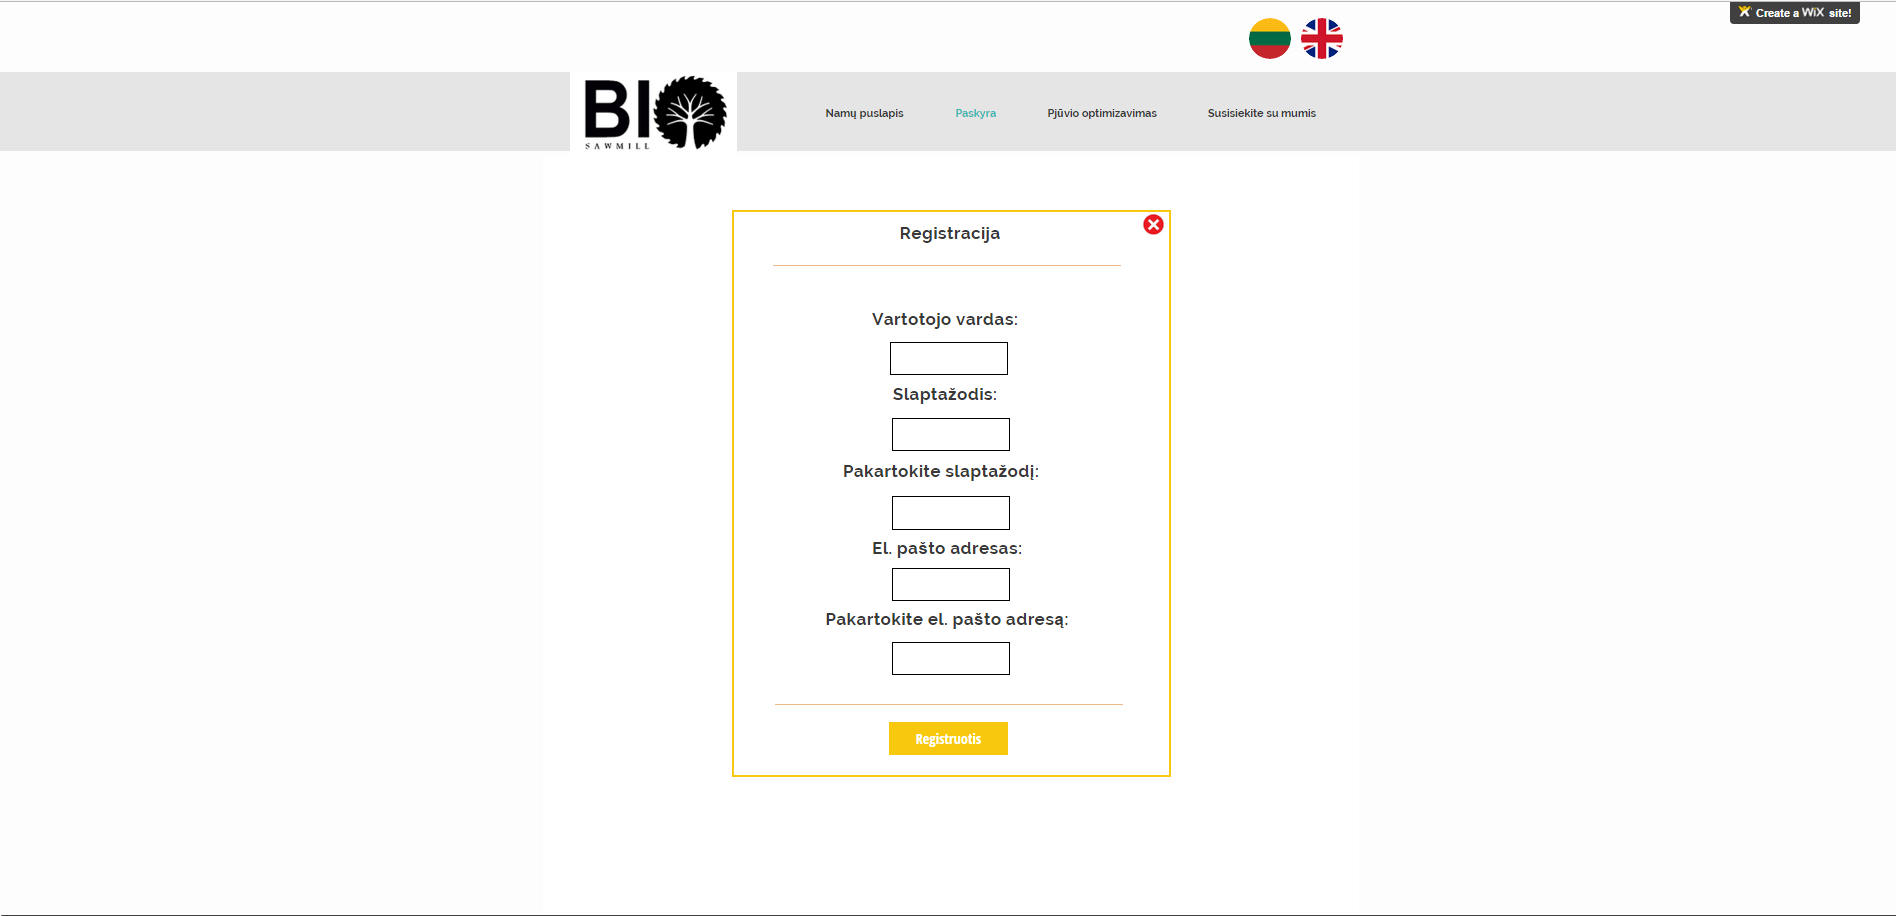 Create a WiX site!
BIO
SAWMILL
Namų puslapis
Paskyra
Pjūvio optimizavimas
Susisiekite su mumis
Registracija
Vartotojo vardas:
Slaptažodis:
Pakartokite slaptažodį:
El. pašto adresas:
Pakartokite el. pašto adresą:
Registruotis